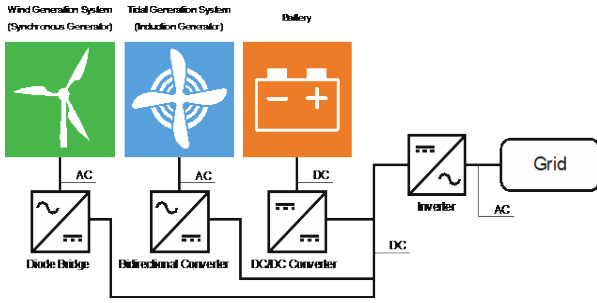 Wind Generation System
(Synchronous Generator)
Tidal Generation System
(Induction Generator)
Battery
AC
AC
DC
Grid
Inverter
AC
DC
Diode Bridge
Bidirectional Converter
DC/DC Converter